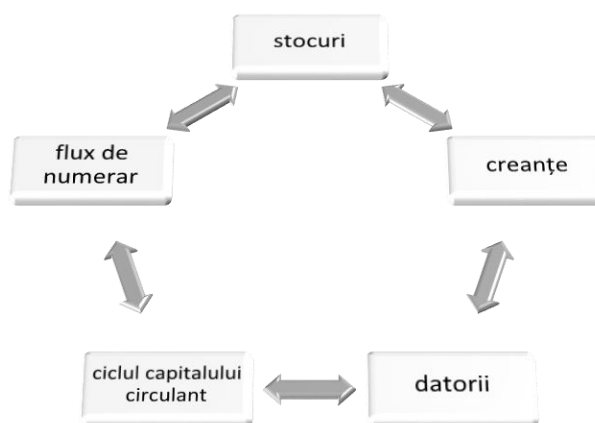 stocuri
flux de
numerar
creanțe
ciclul capitalului
circulant
datorii